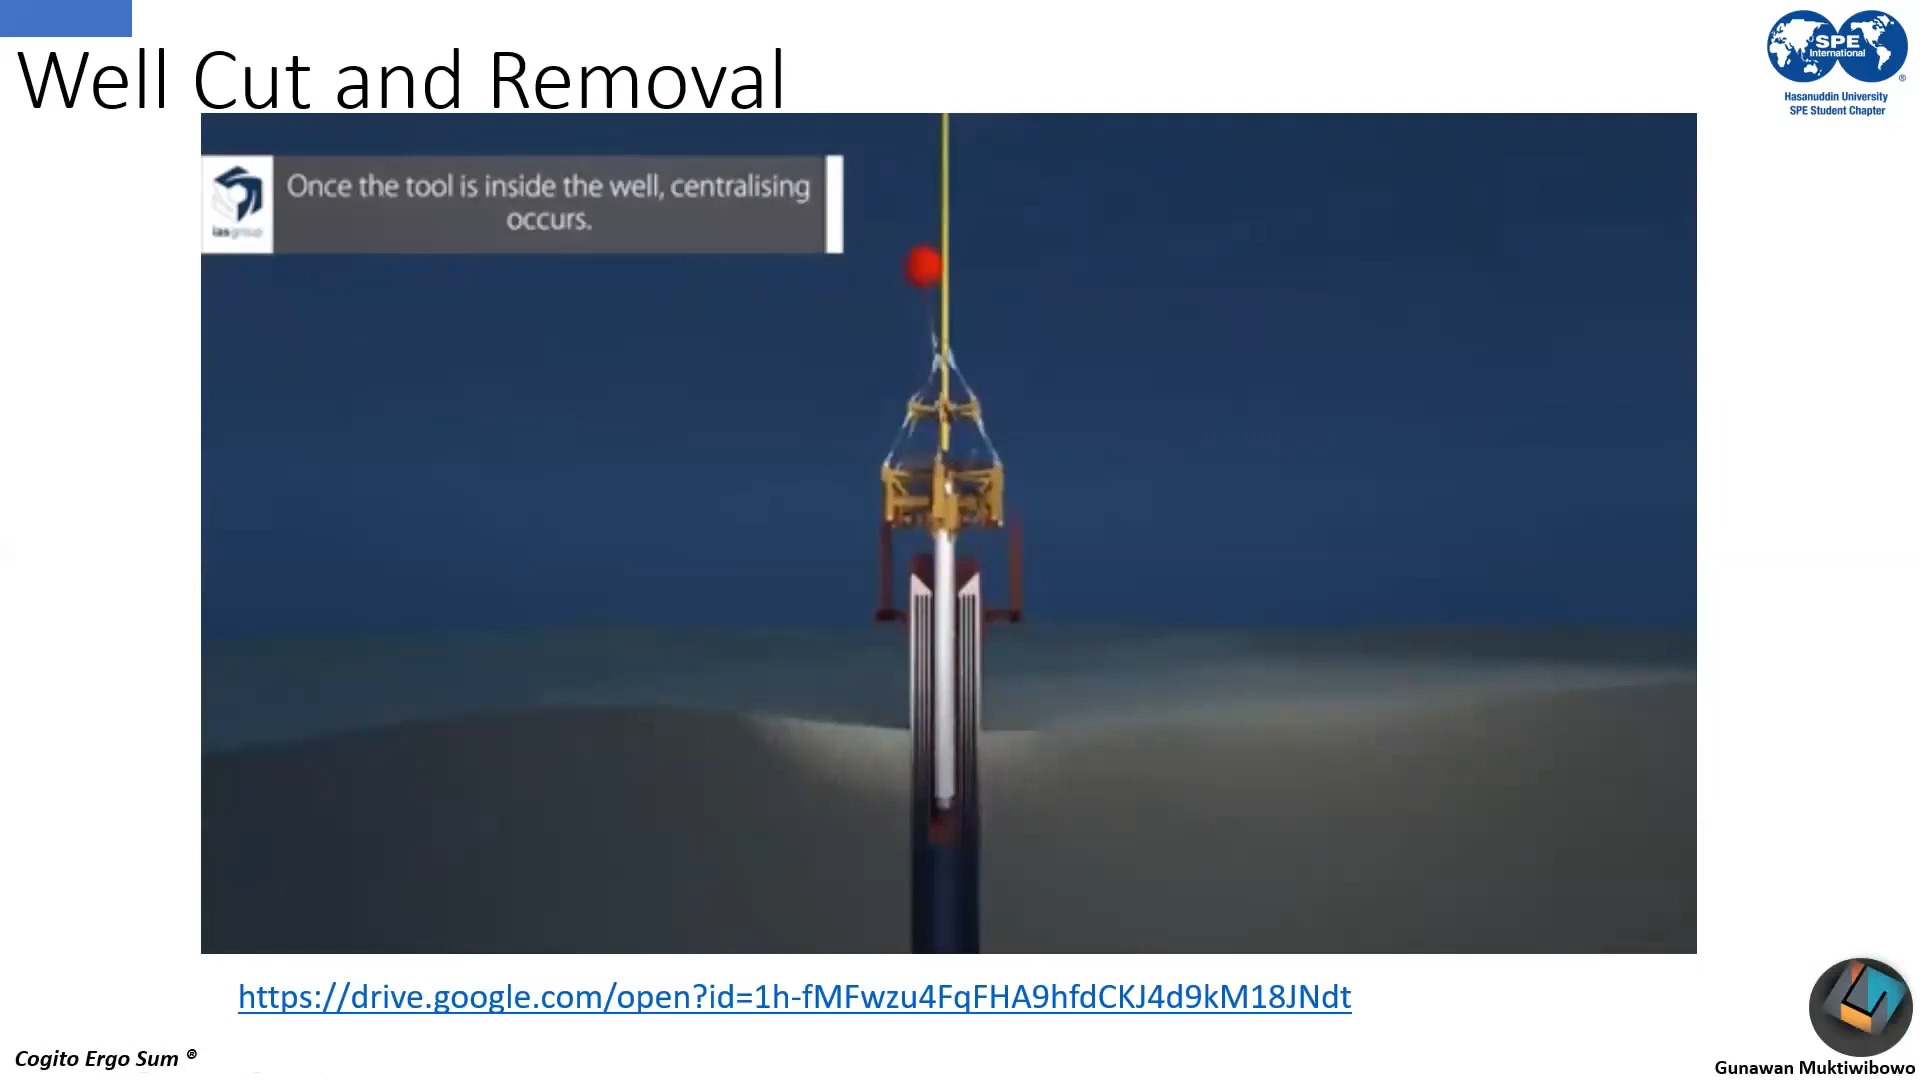 Well Cut and Removal
SPE
International
®
Hasanuddin University
SPE Student Chapter
Once the tool is inside the well, centralising
occurs.
iasgroup
https://drive.google.com/open?id=1h-fMFwzu4FqFHA9hfdCKJ4d9kM18JNdt
Cogito Ergo Sum ®
Gunawan Muktiwibowo